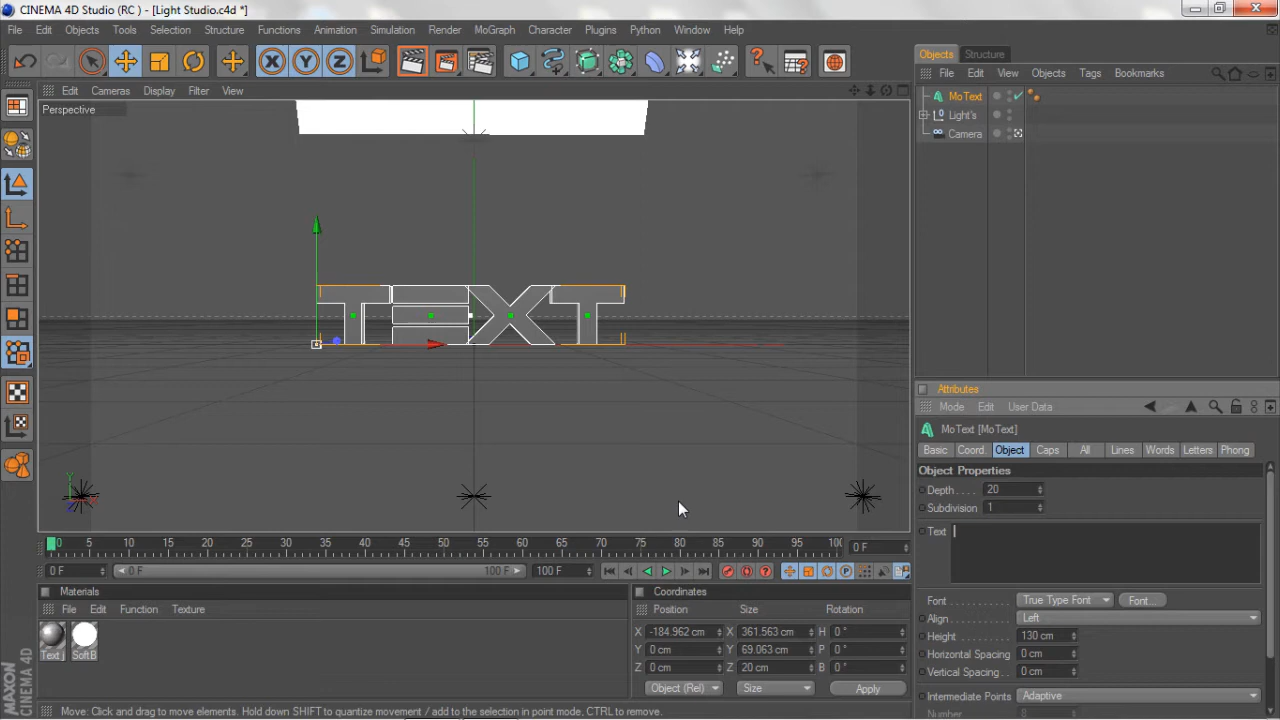 CINEMA 4D Studio (RC ) - [Light Studio.c4d *]
File Edit Objects Tools Selection Structure Functions Animation Simulation Render MoGraph Character Plugins Python Window Help
Objects Structure
File Edit View Objects Tags Bookmarks
Edit Cameras Display Filter View
Perspective
MoText
Light's
Camera
TEXT
Attributes
Mode Edit User Data
MoText [MoText]
Basic Coord. Object Caps All Lines Words Letters Phong
Object Properties
Depth . . . . 20
Subdivision 1
Text
Font . . . . . . . . . . . True Type Font Font...
Align . . . . . . . . . . . Left
Height . . . . . . . . . 130 cm
Horizontal Spacing 0 cm
Vertical Spacing . . 0 cm
Intermediate Points Adaptive
Number
0 5 10 15 20 25 30 35 40 45 50 55 60 65 70 75 80 85 90 95 100 0 F
0 F 0 F 100 F 100 F
Materials
File Edit Function Texture
Text j SoftB
Coordinates
Position Size Rotation
X -184.962 cm X 361.563 cm H 0 °
Y 0 cm Y 69.063 cm P 0 °
Z 0 cm Z 20 cm B 0 °
Object (Rel) Size Apply
MAXON
CINEMA 4D
Move: Click and drag to move elements. Hold down SHIFT to quantize movement / add to the selection in point mode, CTRL to remove.